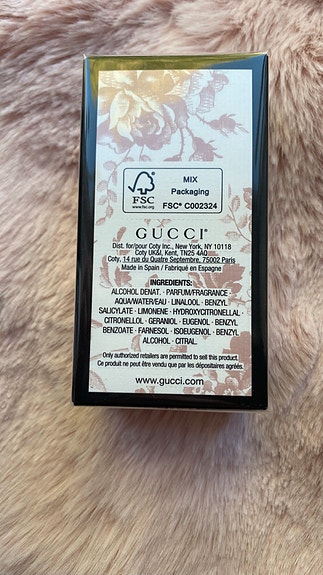 FSC
www.fsc.org
MIX
Packaging
FSC® C002324
GUCCI
Dist. for/pour Coty Inc., New York, NY 10118
Coty UK&I, Kent, TN25 4AQ
Coty, 14 rue du Quatre Septembre, 75002 Paris
Made in Spain / Fabriqué en Espagne
INGREDIENTS:
ALCOHOL DENAT. · PARFUM/FRAGRANCE ·
AQUA/WATER/EAU · LINALOOL · BENZYL
SALICYLATE · LIMONENE · HYDROXYCITRONELLAL ·
CITRONELLOL · GERANIOL · EUGENOL · BENZYL
BENZOATE · FARNESOL · ISOEUGENOL · BENZYL
ALCOHOL · CITRAL.
Only authorized retailers are permitted to sell this product.
Ce produit ne peut être vendu que par les dépositaires agréés.
www.gucci.com